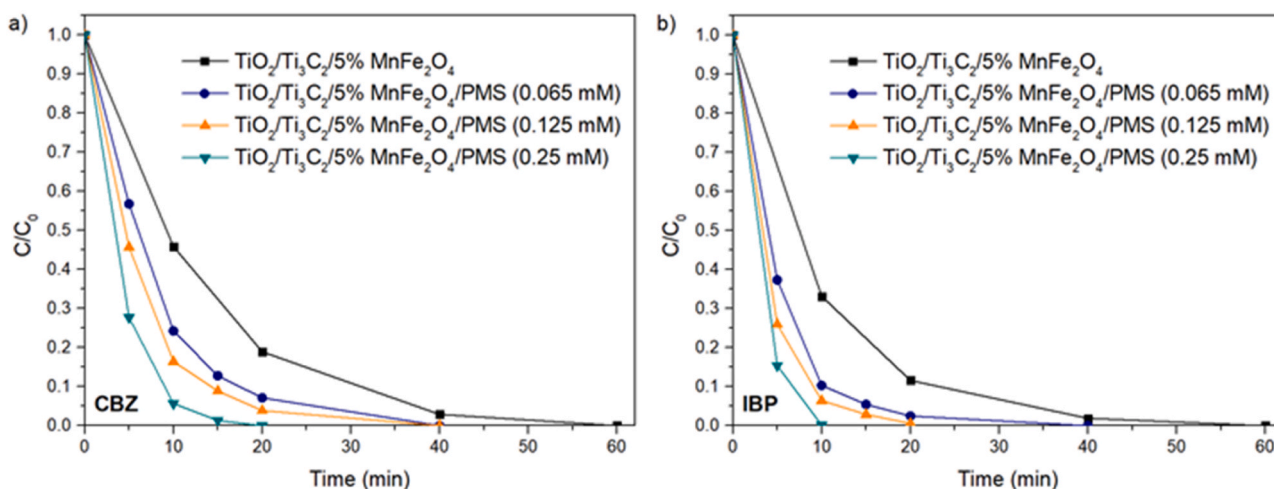 a)
TiO₂/Ti₃C₂/5% MnFe₂O₄
TiO₂/Ti₃C₂/5% MnFe₂O₄/PMS (0.065 mM)
TiO₂/Ti₃C₂/5% MnFe₂O₄/PMS (0.125 mM)
TiO₂/Ti₃C₂/5% MnFe₂O₄/PMS (0.25 mM)
C/C₀
1.0
0.9
0.8
0.7
0.6
0.5
0.4
0.3
0.2
0.1
0.0
CBZ
0 10 20 30 40 50 60
Time (min)
b)
TiO₂/Ti₃C₂/5% MnFe₂O₄
TiO₂/Ti₃C₂/5% MnFe₂O₄/PMS (0.065 mM)
TiO₂/Ti₃C₂/5% MnFe₂O₄/PMS (0.125 mM)
TiO₂/Ti₃C₂/5% MnFe₂O₄/PMS (0.25 mM)
C/C₀
1.0
0.9
0.8
0.7
0.6
0.5
0.4
0.3
0.2
0.1
0.0
IBP
0 10 20 30 40 50 60
Time (min)